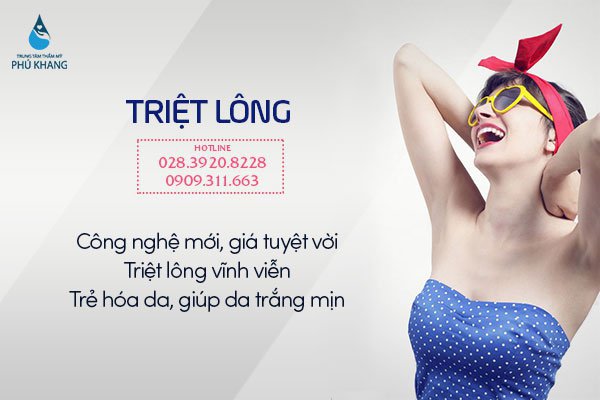 TRUNG TÂM THẨM MỸ
PHÚ KHANG
TRIỆT LÔNG
HOTLINE
028.3920.8228
0909.311.663
Công nghệ mới, giá tuyệt vời
Triệt lông vĩnh viễn
Trẻ hóa da, giúp da trắng mịn